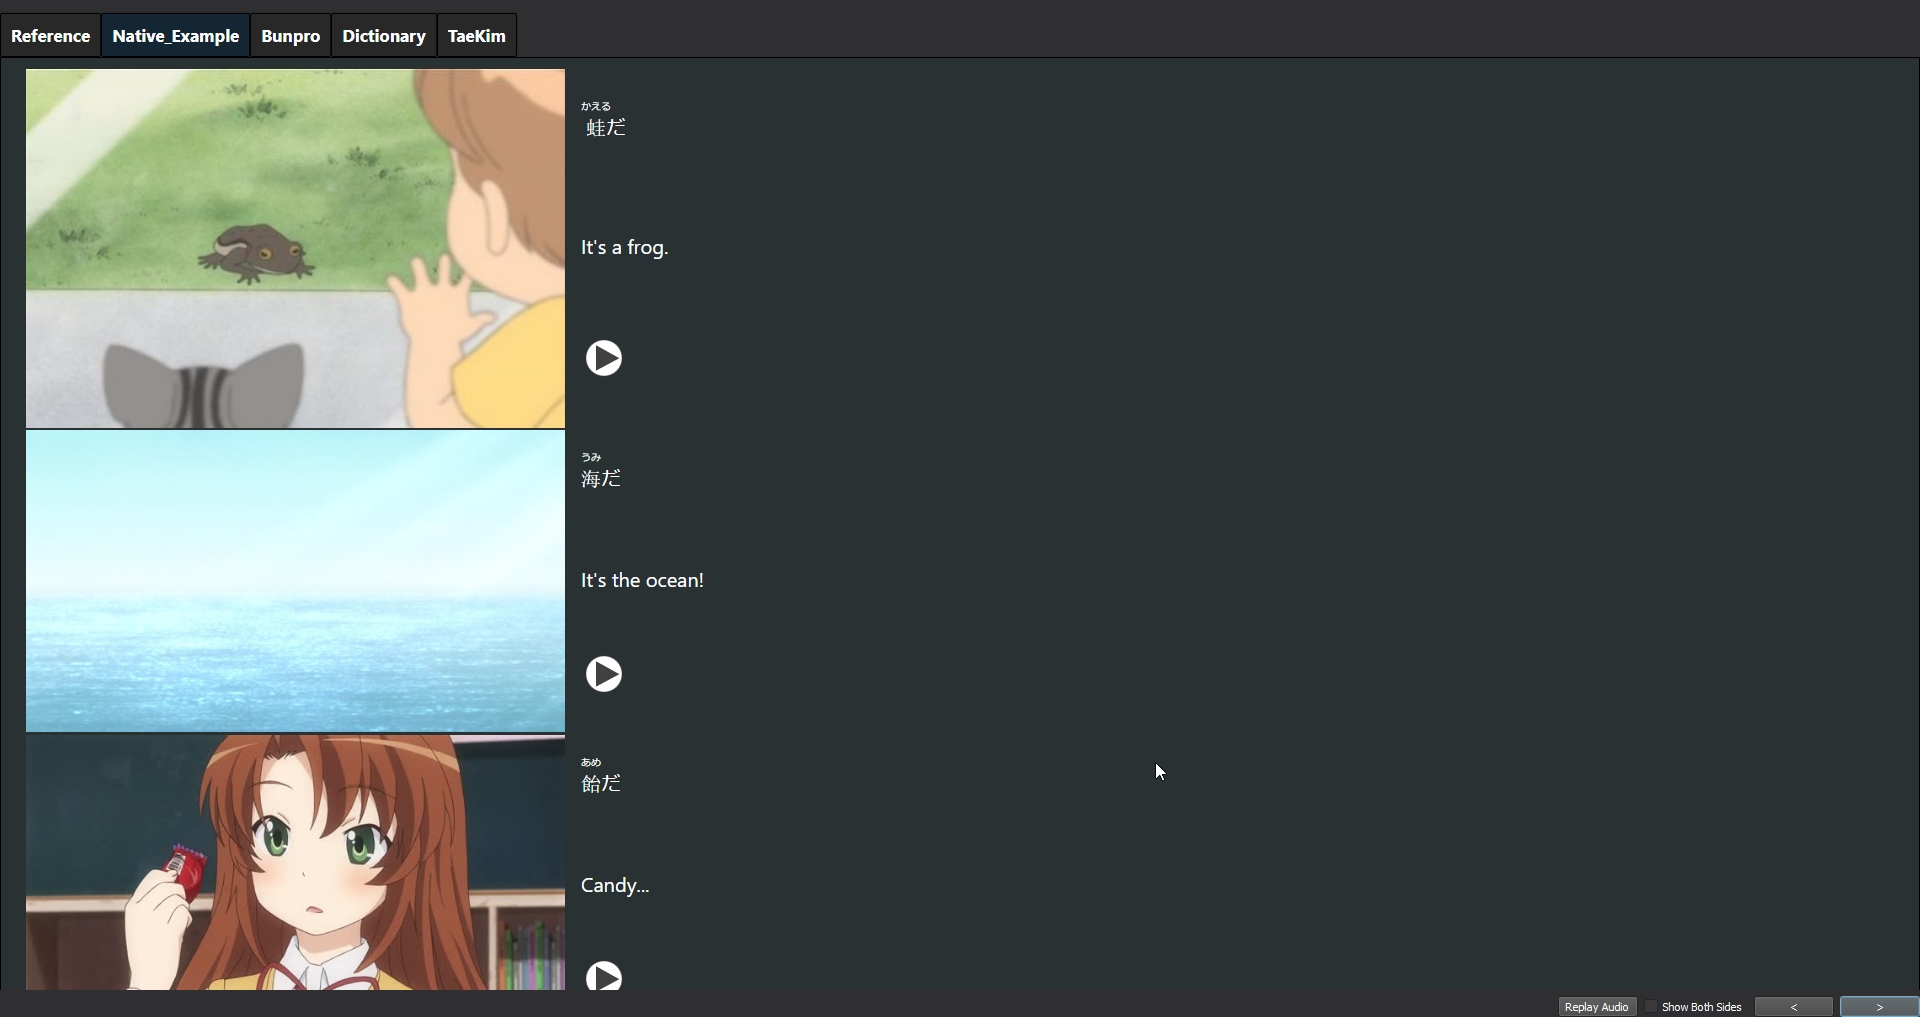 Reference Native_Example Bunpro Dictionary TaeKim
かえる
蛙だ
It's a frog.
うみ
海だ
It's the ocean!
あめ
飴だ
Candy...
Replay Audio Show Both Sides < >